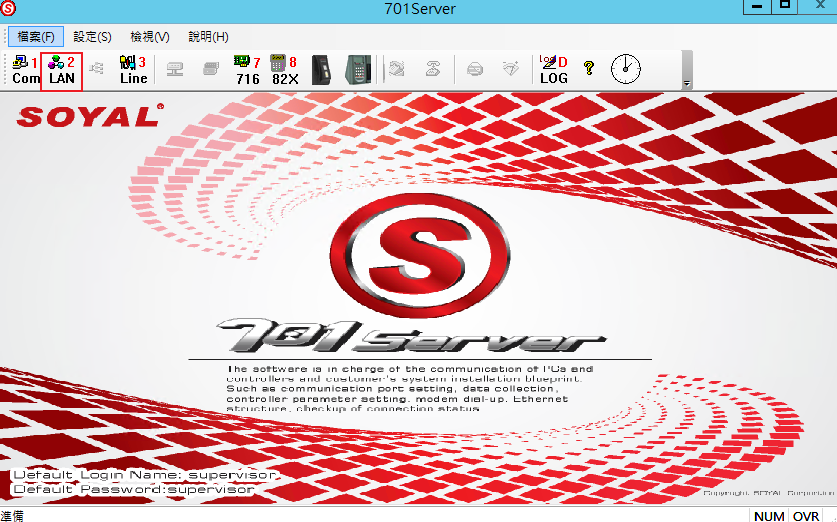 701Server
檔案(F) 設定(S) 檢視(V) 說明(H)
1 2 3 7 8 LOG D
Com LAN Line 716 82X LOG
SOYAL®
S
701 Server
The software is in charge of the communication of PCs and
controllers and customer's system installation blueprint.
Such as communication port setting, data collection,
controller parameter setting, modem dial-up, Ethernet
structure, checkup of connection status
Default Login Name: supervisor
Default Password:supervisor
Copyright. SOYAL Corporation
準備 NUM OVR